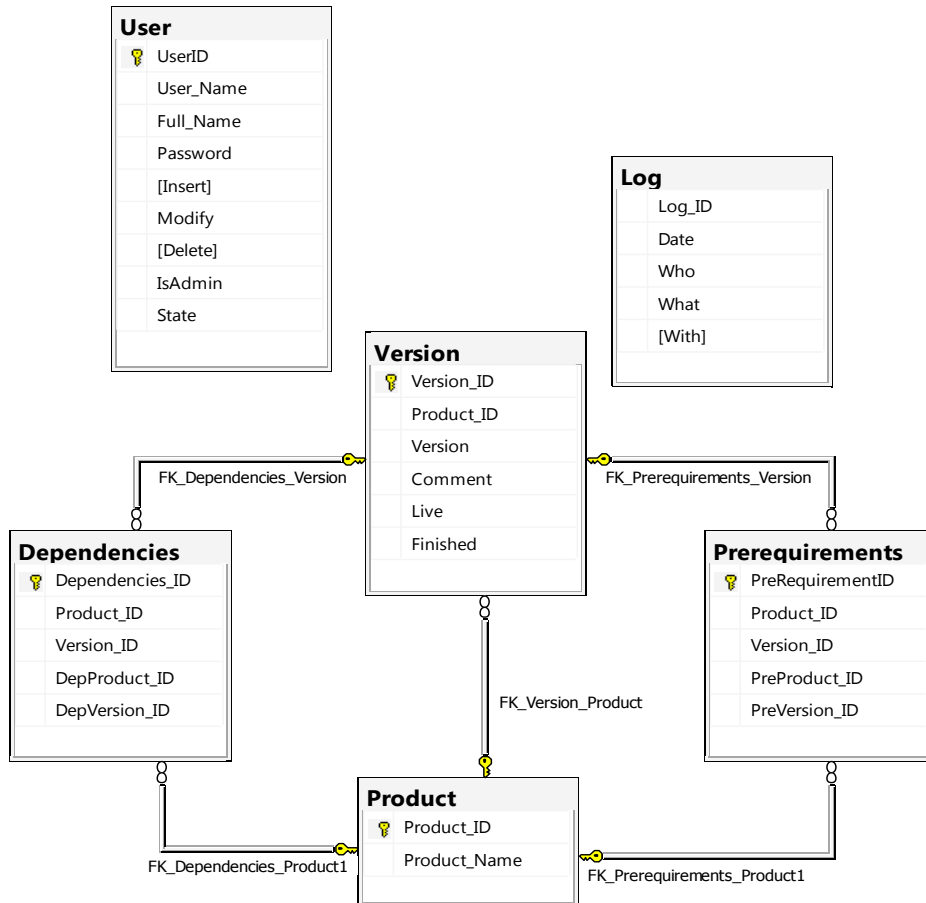 User
UserID
User_Name
Full_Name
Password
[Insert]
Modify
[Delete]
IsAdmin
State
Log
Log_ID
Date
Who
What
[With]
Version
Version_ID
Product_ID
Version
Comment
Live
Finished
FK_Dependencies_Version
FK_Prerequirements_Version
Dependencies
Dependencies_ID
Product_ID
Version_ID
DepProduct_ID
DepVersion_ID
Prerequirements
PreRequirementID
Product_ID
Version_ID
PreProduct_ID
PreVersion_ID
FK_Version_Product
Product
Product_ID
Product_Name
FK_Dependencies_Product1
FK_Prerequirements_Product1